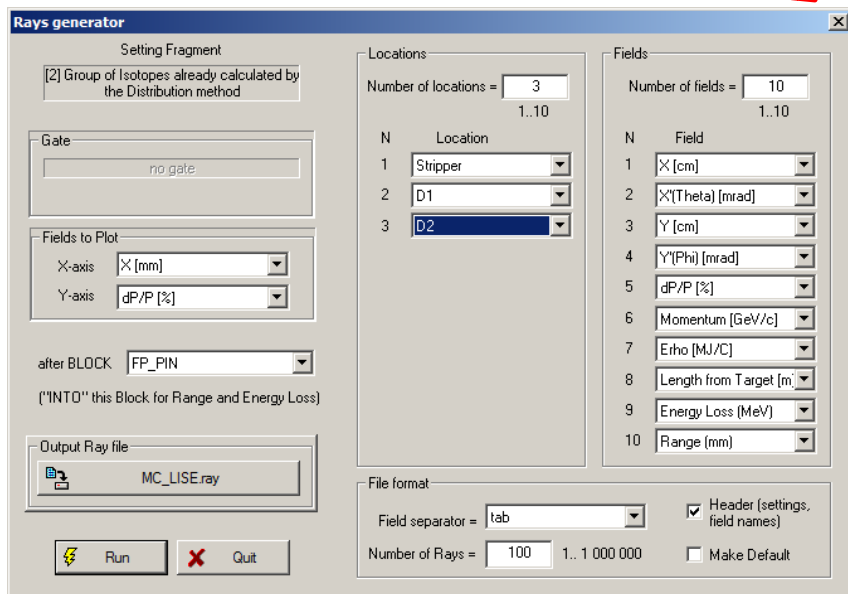 Rays generator
Setting Fragment
[2] Group of Isotopes already calculated by
the Distribution method
Gate
no gate
Fields to Plot
X-axis X [mm]
Y-axis dP/P [%]
after BLOCK FP_PIN
("INTO" this Block for Range and Energy Loss)
Output Ray file
MC_LISE.ray
Run Quit
Locations
Number of locations = 3
1..10
N Location
1 Stripper
2 D1
3 D2
Fields
Number of fields = 10
1..10
N Field
1 X [cm]
2 X'(Theta) [mrad]
3 Y [cm]
4 Y'(Phi) [mrad]
5 dP/P [%]
6 Momentum [GeV/c]
7 Erho [MJ/C]
8 Length from Target [m]
9 Energy Loss (MeV)
10 Range (mm)
File format
Field separator = tab
Header (settings,
field names)
Number of Rays = 100 1.. 1 000 000
Make Default